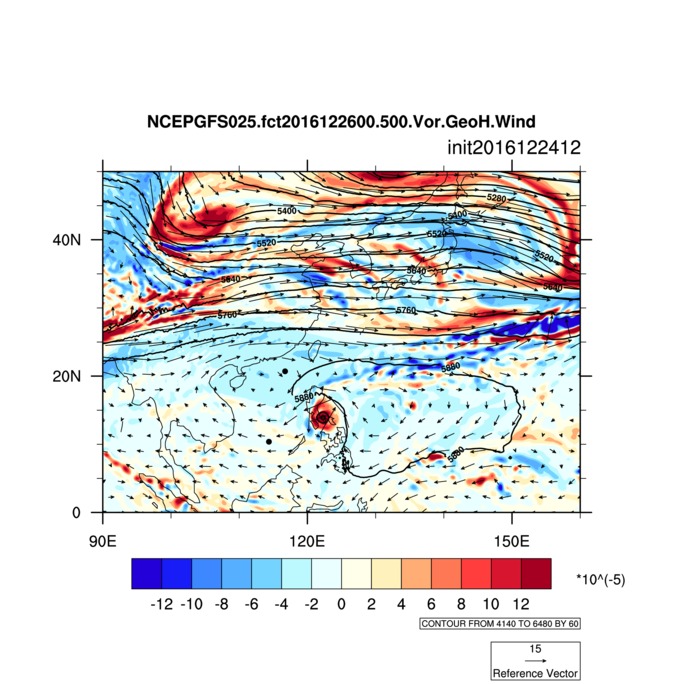 NCEPGFS025.fct2016122600.500.Vor.GeoH.Wind
init2016122412
5280
5400
5400
5520
5520
40N
5520
5640
5640
5640
5760
5760
20N
5880
5880
5880
0
90E 120E 150E
-12 -10 -8 -6 -4 -2 0 2 4 6 8 10 12
*10^(-5)
CONTOUR FROM 4140 TO 6480 BY 60
15
Reference Vector